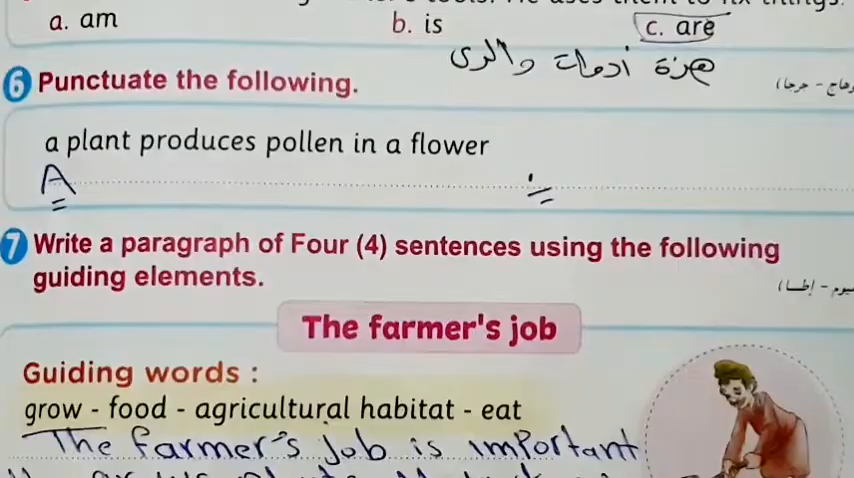 a. am b. is c. are
هزة أدوات والرى
6 Punctuate the following.
a plant produces pollen in a flower
A .
7 Write a paragraph of Four (4) sentences using the following
guiding elements.
The farmer's job
Guiding words :
grow - food - agricultural habitat - eat
The farmer's job is important